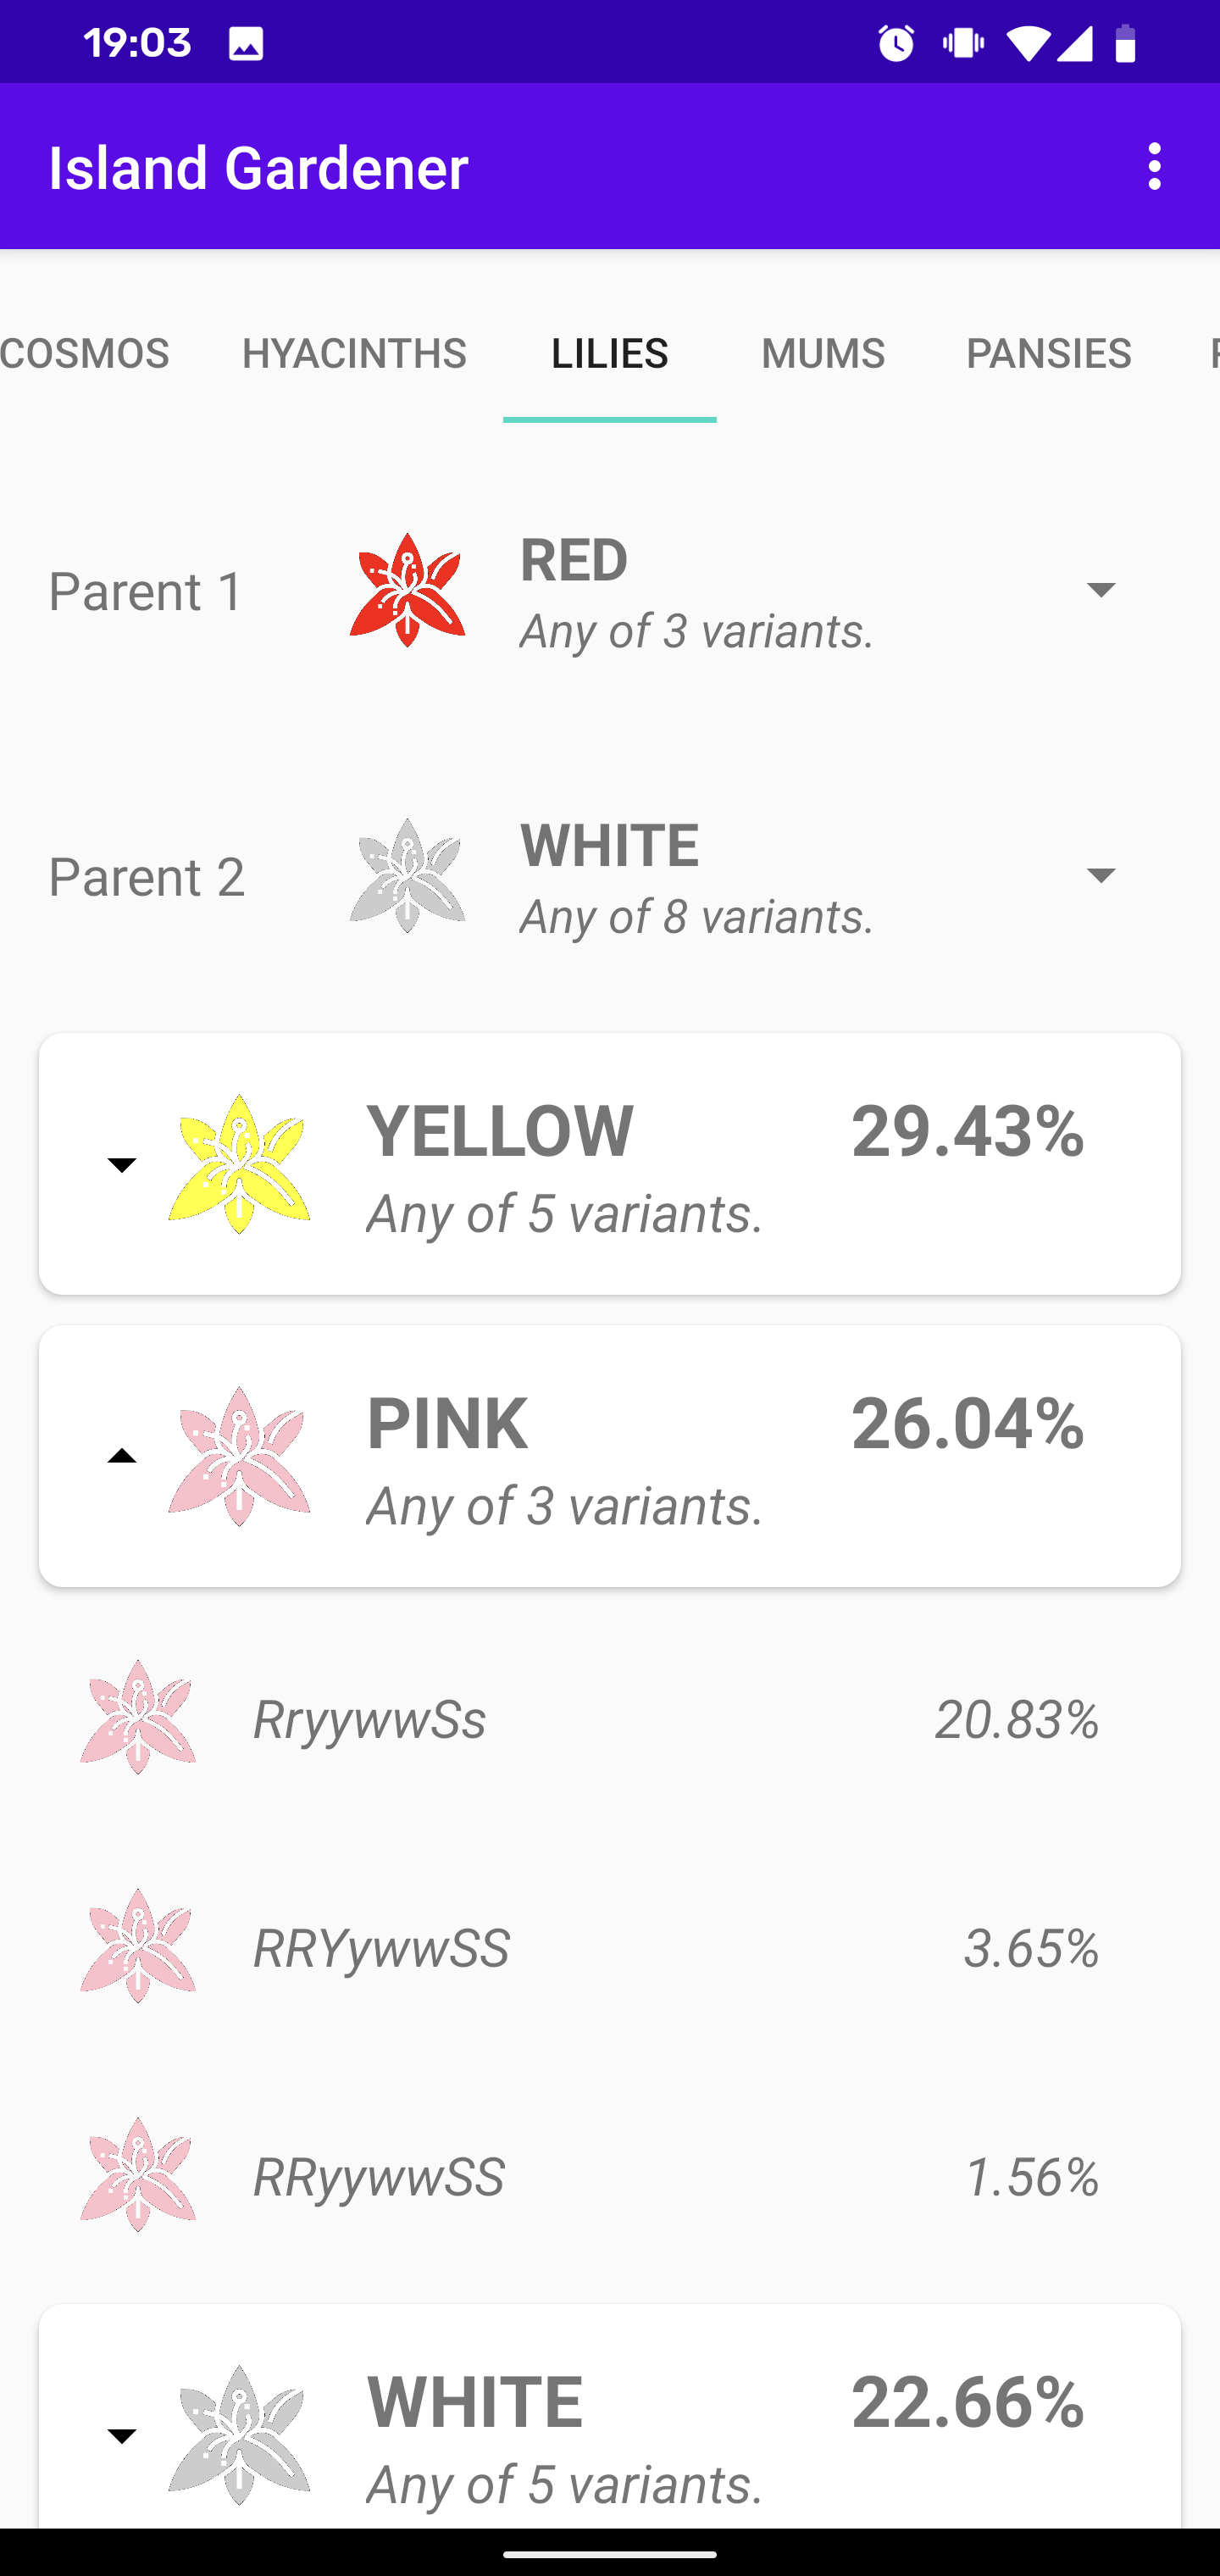 19:03
Island Gardener
COSMOS HYACINTHS LILIES MUMS PANSIES
Parent 1
RED
Any of 3 variants.
Parent 2
WHITE
Any of 8 variants.
YELLOW 29.43%
Any of 5 variants.
PINK 26.04%
Any of 3 variants.
RryywwSs 20.83%
RRYywwSS 3.65%
RRyywwSS 1.56%
WHITE 22.66%
Any of 5 variants.